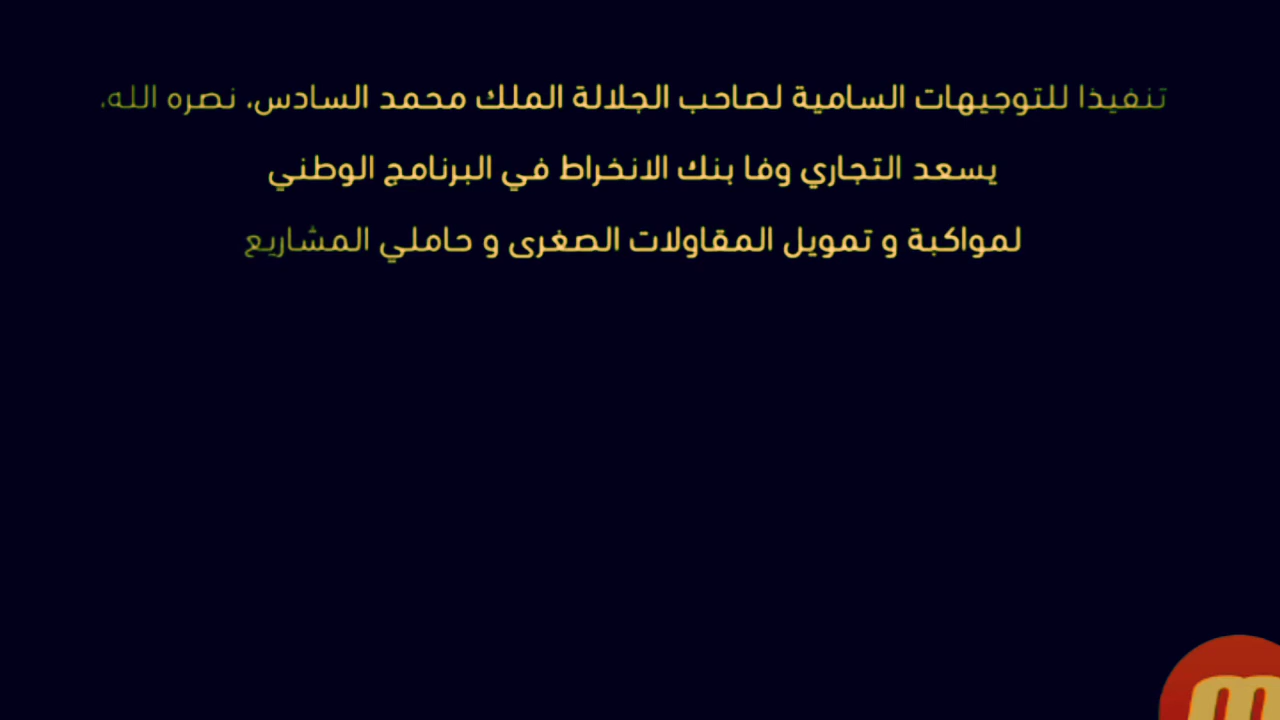 تنفيذا للتوجيهات السامية لصاحب الجلالة الملك محمد السادس، نصره الله،
يسعد التجاري وفا بنك الانخراط في البرنامج الوطني
لمواكبة و تمويل المقاولات الصغرى و حاملي المشاريع
m